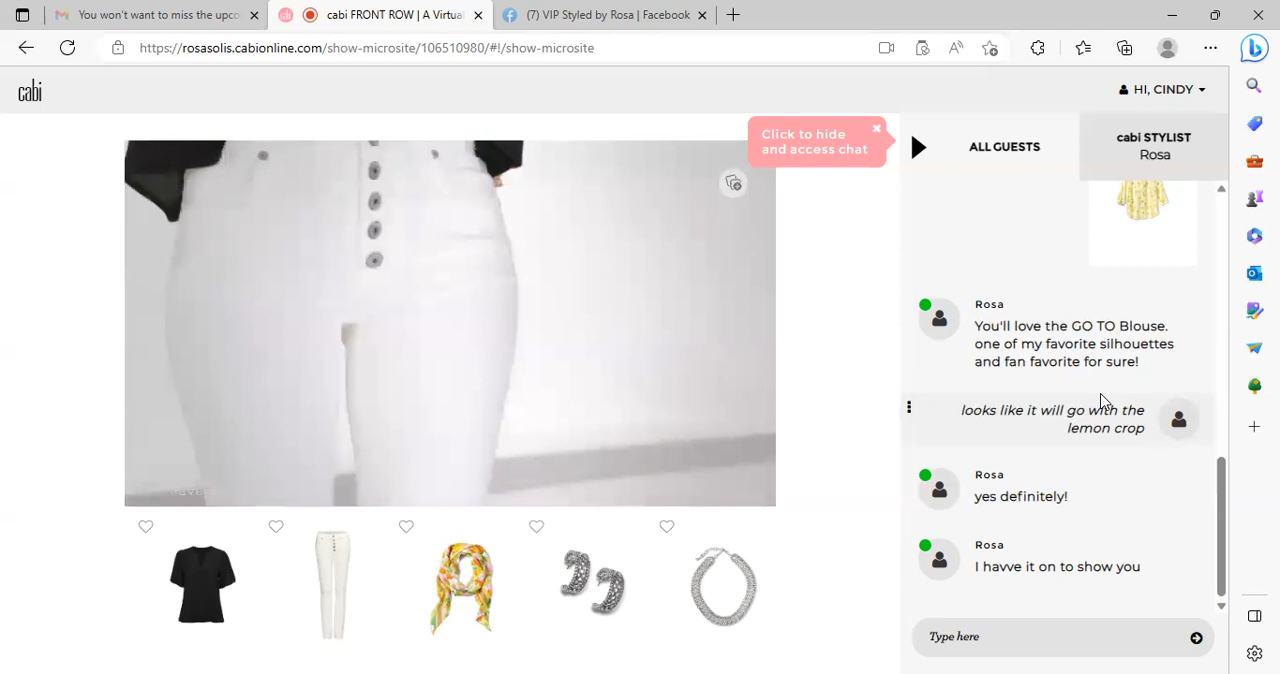 You won't want to miss the upco
cabi FRONT ROW | A Virtual
(7) VIP Styled by Rosa | Facebook
https://rosasolis.cabionline.com/show-microsite/106510980/#!/show-microsite
cabi
HI, CINDY
Click to hide
and access chat
ALL GUESTS
cabi STYLIST
Rosa
Rosa
You'll love the GO TO Blouse.
one of my favorite silhouettes
and fan favorite for sure!
looks like it will go with the
lemon crop
Rosa
yes definitely!
Rosa
I havve it on to show you
Type here